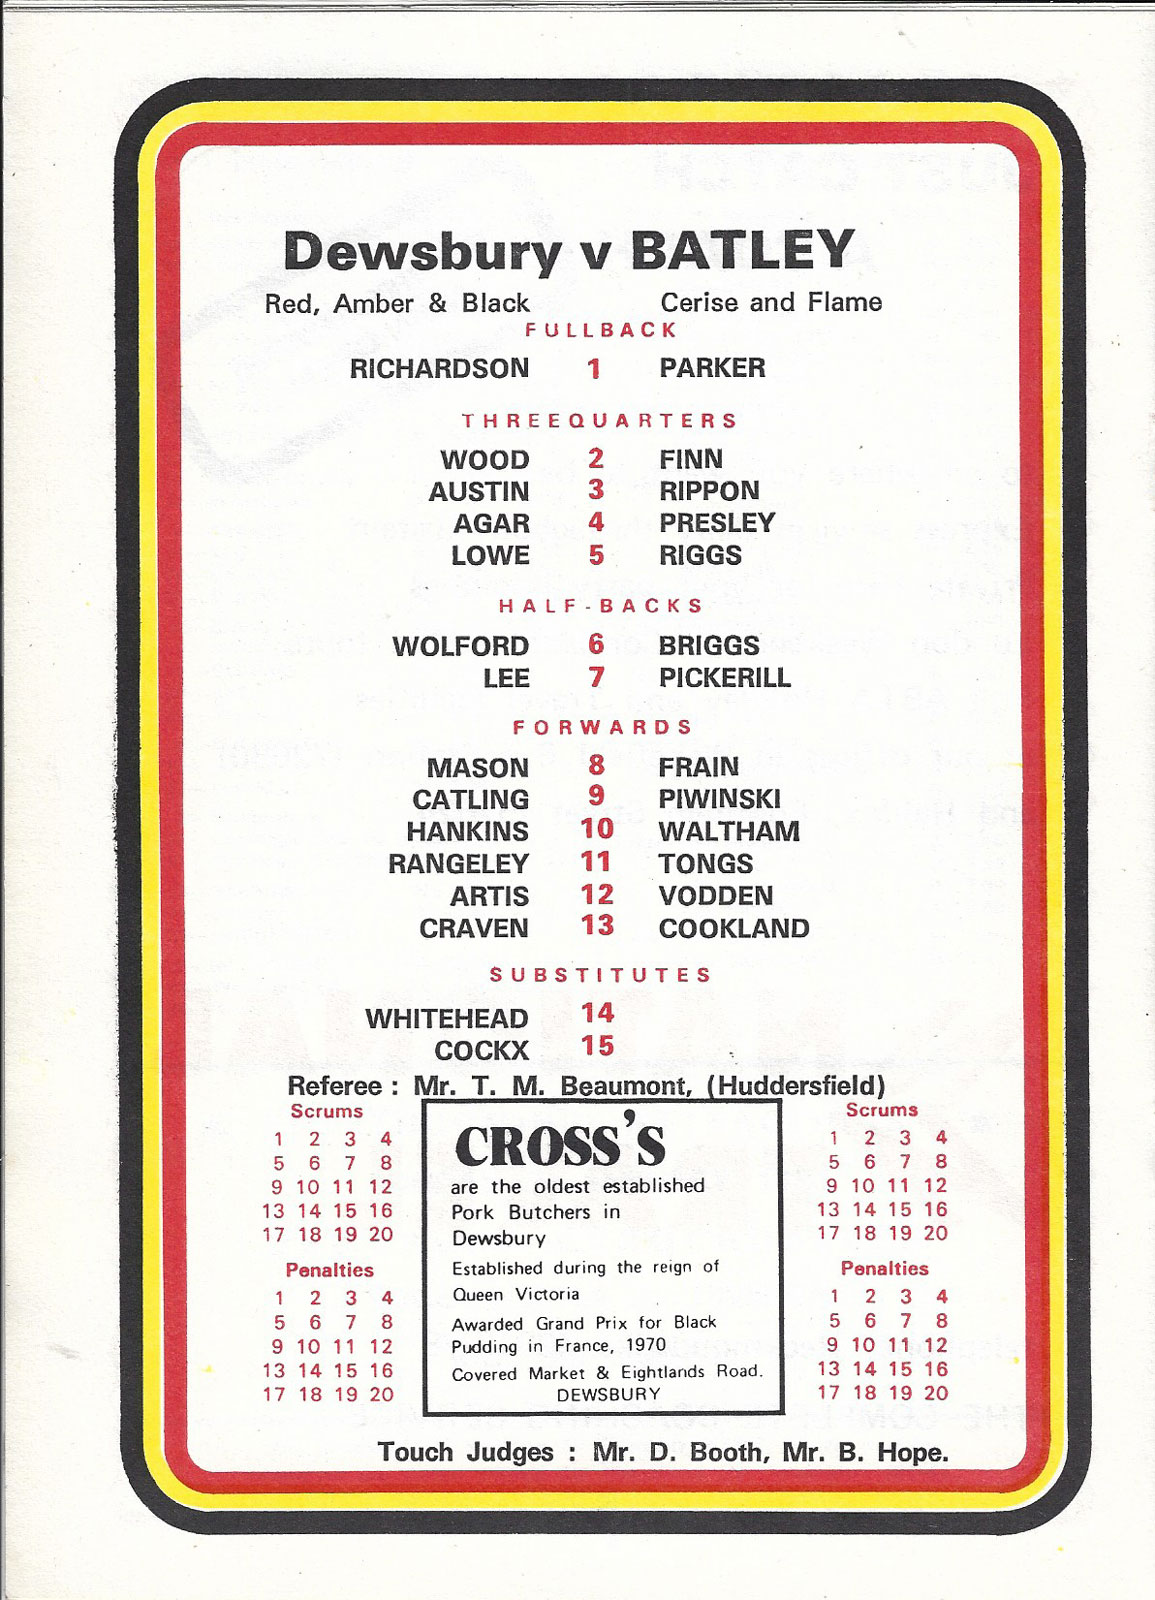 Dewsbury v BATLEY
Red, Amber & Black Cerise and Flame
FULLBACK
RICHARDSON 1 PARKER
THREEQUARTERS
WOOD 2 FINN
AUSTIN 3 RIPPON
AGAR 4 PRESLEY
LOWE 5 RIGGS
HALF-BACKS
WOLFORD 6 BRIGGS
LEE 7 PICKERILL
FORWARDS
MASON 8 FRAIN
CATLING 9 PIWINSKI
HANKINS 10 WALTHAM
RANGELEY 11 TONGS
ARTIS 12 VODDEN
CRAVEN 13 COOKLAND
SUBSTITUTES
WHITEHEAD 14
COCKX 15
Referee : Mr. T. M. Beaumont, (Huddersfield)
Scrums
1 2 3 4
5 6 7 8
9 10 11 12
13 14 15 16
17 18 19 20
Penalties
1 2 3 4
5 6 7 8
9 10 11 12
13 14 15 16
17 18 19 20
CROSS'S
are the oldest established
Pork Butchers in
Dewsbury
Established during the reign of
Queen Victoria
Awarded Grand Prix for Black
Pudding in France, 1970
Covered Market & Eightlands Road.
DEWSBURY
Scrums
1 2 3 4
5 6 7 8
9 10 11 12
13 14 15 16
17 18 19 20
Penalties
1 2 3 4
5 6 7 8
9 10 11 12
13 14 15 16
17 18 19 20
Touch Judges : Mr. D. Booth, Mr. B. Hope.